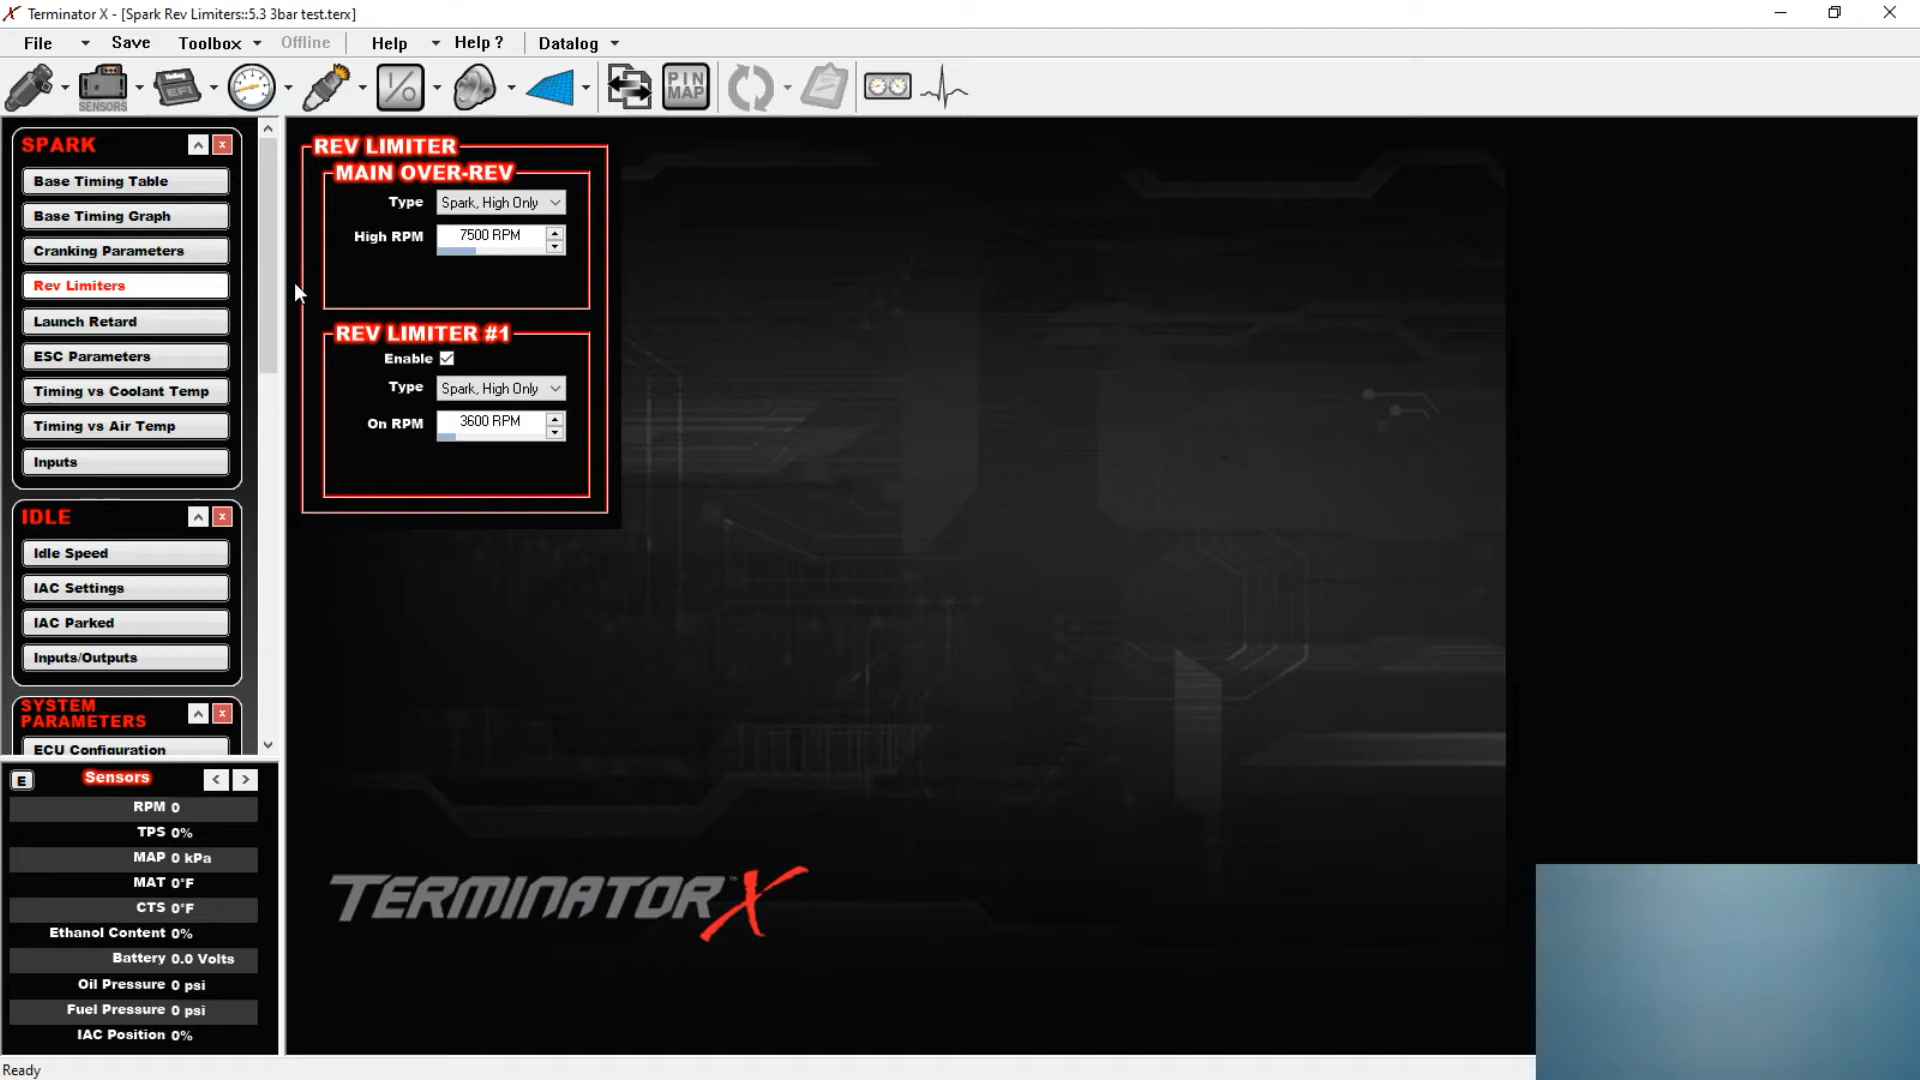 Terminator X - [Spark Rev Limiters::5.3 3bar test.terx]
File Save Toolbox Offline Help Help ? Datalog
SENSORS Holley EFI I/O PIN MAP
SPARK
Base Timing Table
Base Timing Graph
Cranking Parameters
Rev Limiters
Launch Retard
ESC Parameters
Timing vs Coolant Temp
Timing vs Air Temp
Inputs
IDLE
Idle Speed
IAC Settings
IAC Parked
Inputs/Outputs
SYSTEM
PARAMETERS
ECU Configuration
E Sensors < >
RPM 0
TPS 0%
MAP 0 kPa
MAT 0°F
CTS 0°F
Ethanol Content 0%
Battery 0.0 Volts
Oil Pressure 0 psi
Fuel Pressure 0 psi
IAC Position 0%
REV LIMITER
MAIN OVER-REV
Type Spark, High Only
High RPM 7500 RPM
REV LIMITER #1
Enable
Type Spark, High Only
On RPM 3600 RPM
TERMINATOR X™
Ready